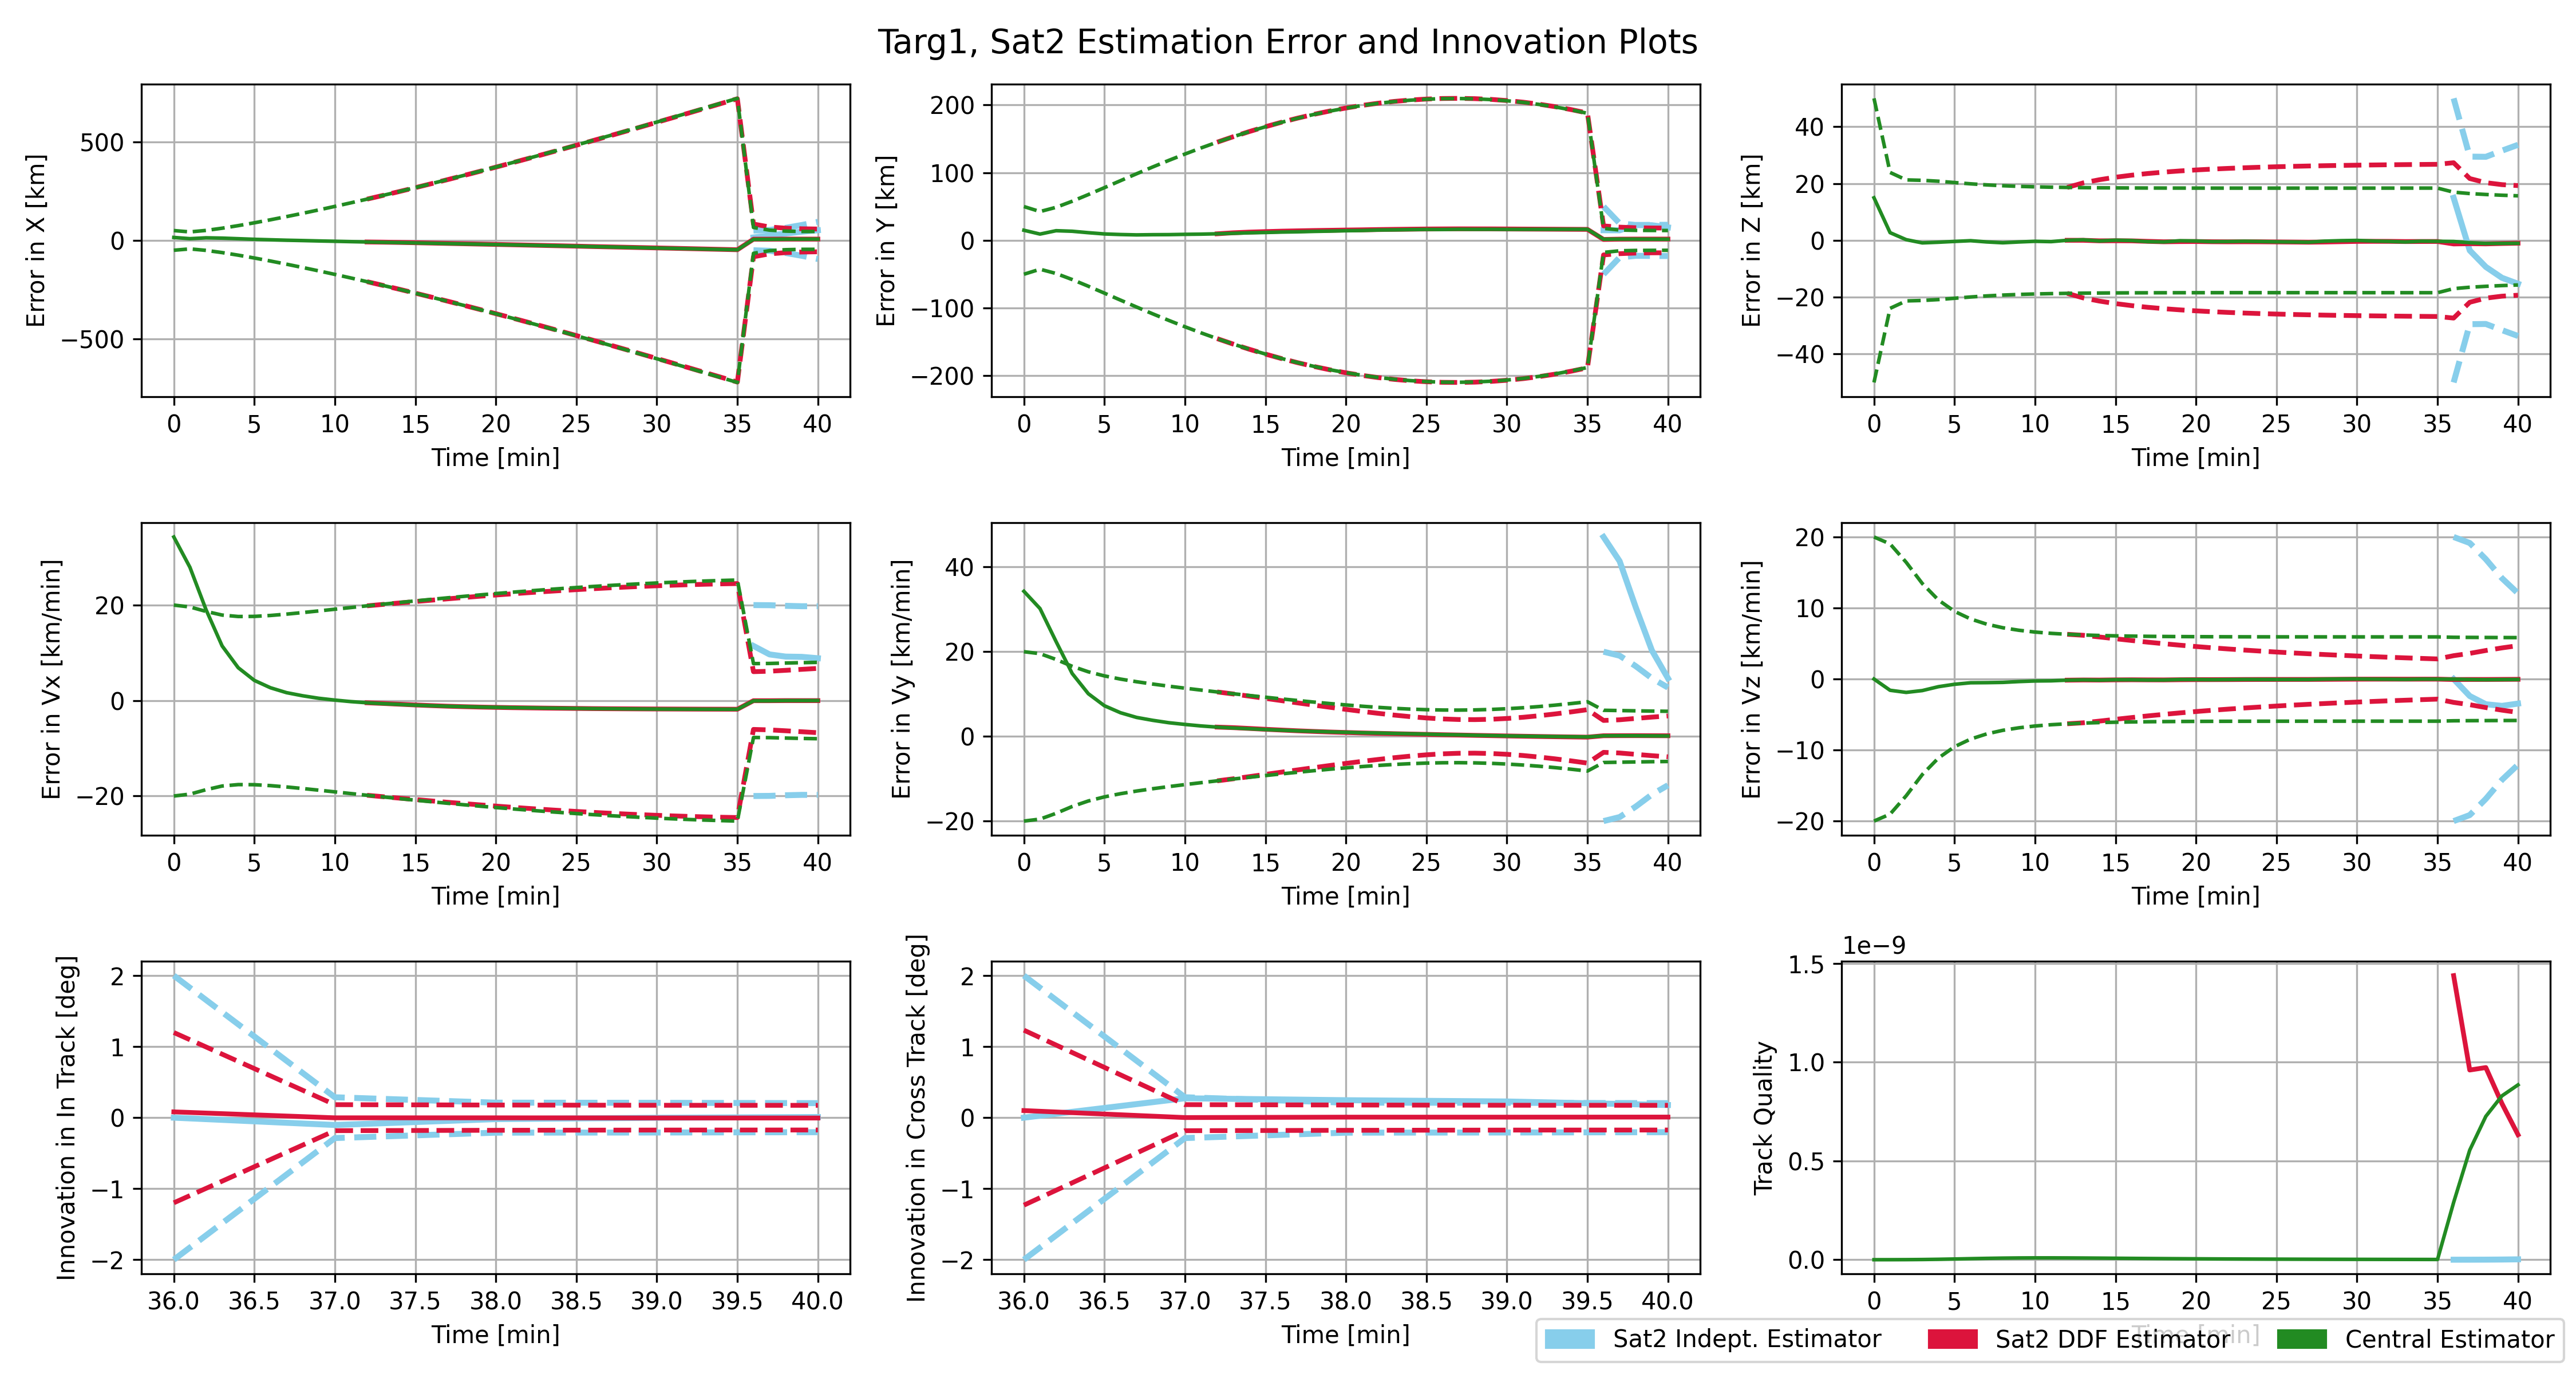 Targ1, Sat2 Estimation Error and Innovation Plots
Error in X [km]
500
0
−500
0 5 10 15 20 25 30 35 40
Time [min]
Error in Y [km]
200
100
0
−100
−200
0 5 10 15 20 25 30 35 40
Time [min]
Error in Z [km]
40
20
0
−20
−40
0 5 10 15 20 25 30 35 40
Time [min]
Error in Vx [km/min]
20
0
−20
0 5 10 15 20 25 30 35 40
Time [min]
Error in Vy [km/min]
40
20
0
−20
0 5 10 15 20 25 30 35 40
Time [min]
Error in Vz [km/min]
20
10
0
−10
−20
0 5 10 15 20 25 30 35 40
Time [min]
Innovation in In Track [deg]
2
1
0
−1
−2
36.0 36.5 37.0 37.5 38.0 38.5 39.0 39.5 40.0
Time [min]
Innovation in Cross Track [deg]
2
1
0
−1
−2
36.0 36.5 37.0 37.5 38.0 38.5 39.0 39.5 40.0
Time [min]
1e−9
Track Quality
1.5
1.0
0.5
0.0
0 5 10 15 20 25 30 35 40
Time [min]
Sat2 Indept. Estimator
Sat2 DDF Estimator
Central Estimator